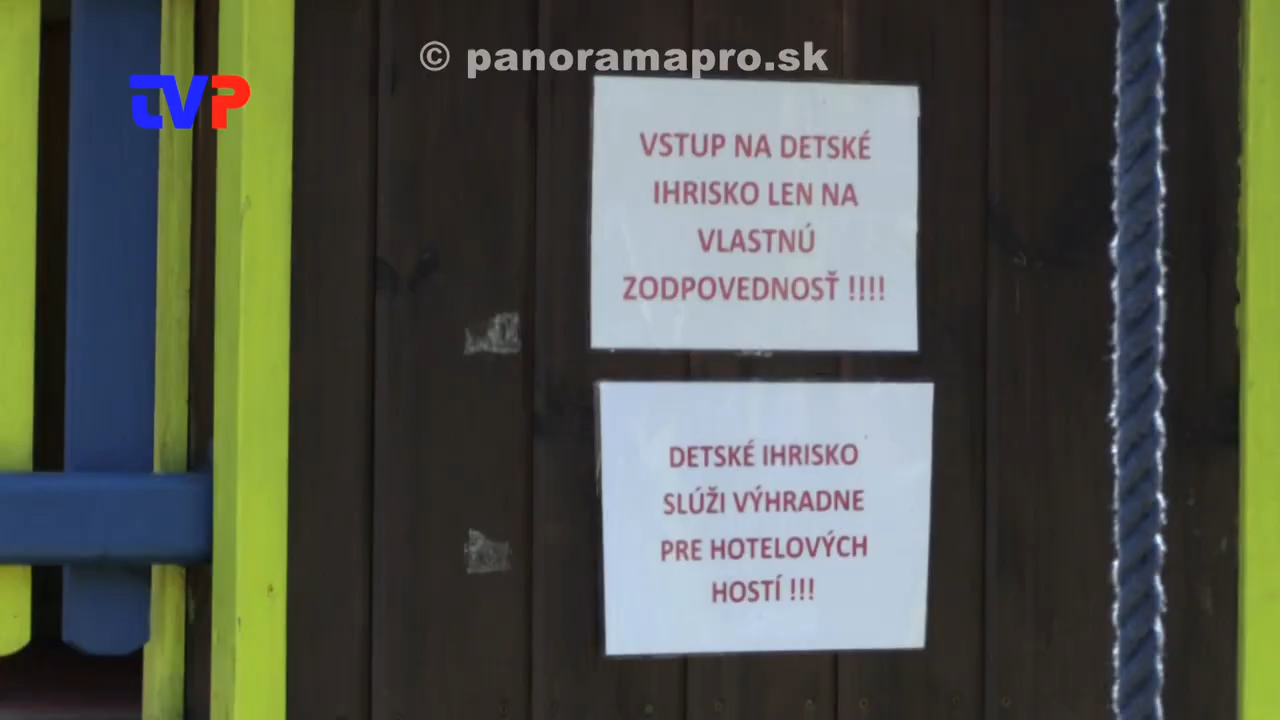 © panoramapro.sk
TVP
VSTUP NA DETSKÉ
IHRISKO LEN NA
VLASTNÚ
ZODPOVEDNOSŤ !!!!
DETSKÉ IHRISKO
SLÚŽI VÝHRADNE
PRE HOTELOVÝCH
HOSTÍ !!!